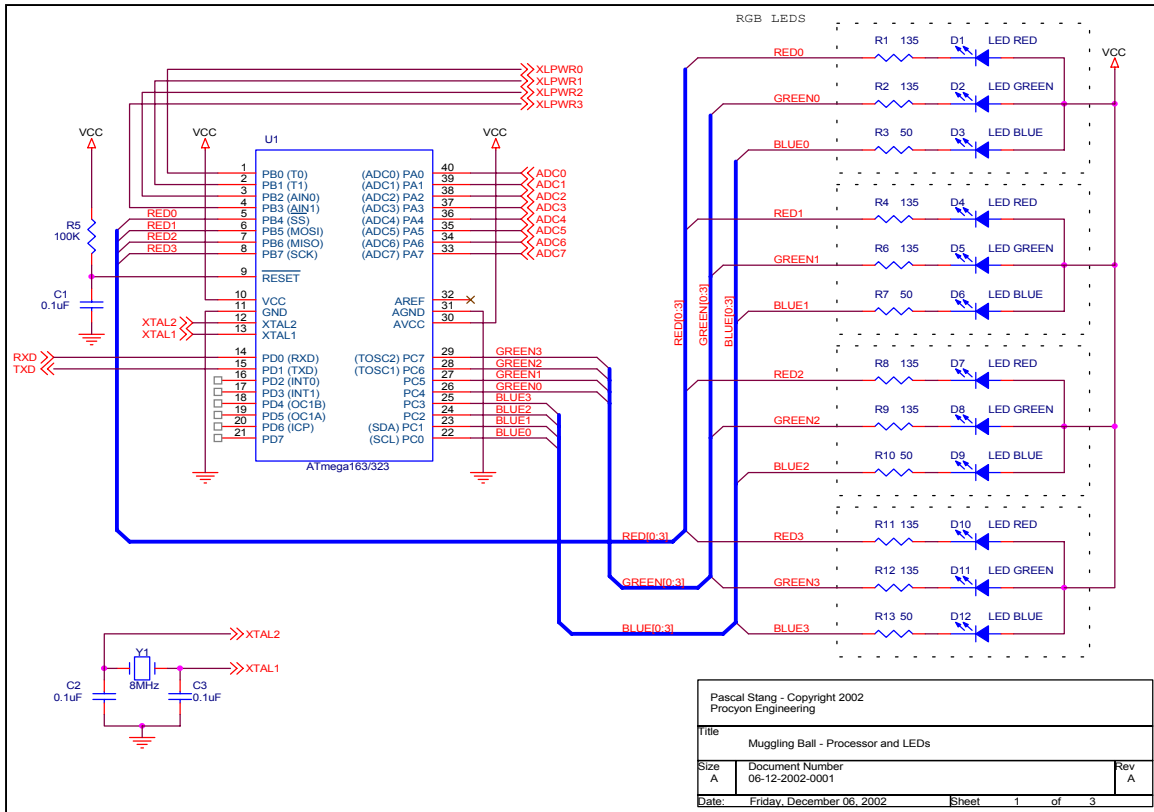 RGB LEDS
R1 135 D1 LED RED
RED0
VCC
R2 135 D2 LED GREEN
GREEN0
R3 50 D3 LED BLUE
BLUE0
R4 135 D4 LED RED
RED1
R6 135 D5 LED GREEN
GREEN1
R7 50 D6 LED BLUE
BLUE1
R8 135 D7 LED RED
RED2
R9 135 D8 LED GREEN
GREEN2
R10 50 D9 LED BLUE
BLUE2
R11 135 D10 LED RED
RED3
R12 135 D11 LED GREEN
GREEN3
R13 50 D12 LED BLUE
BLUE3
RED[0:3]
GREEN[0:3]
BLUE[0:3]
XLPWR0
XLPWR1
XLPWR2
XLPWR3
VCC
VCC
VCC
U1
1 PB0 (T0)
2 PB1 (T1)
3 PB2 (AIN0)
4 PB3 (AIN1)
RED0 5 PB4 (SS)
RED1 6 PB5 (MOSI)
RED2 7 PB6 (MISO)
RED3 8 PB7 (SCK)
9 RESET
10 VCC
11 GND
XTAL2 12 XTAL2
XTAL1 13 XTAL1
RXD 14 PD0 (RXD)
TXD 15 PD1 (TXD)
16 PD2 (INT0)
17 PD3 (INT1)
18 PD4 (OC1B)
19 PD5 (OC1A)
20 PD6 (ICP)
21 PD7
(ADC0) PA0 40 ADC0
(ADC1) PA1 39 ADC1
(ADC2) PA2 38 ADC2
(ADC3) PA3 37 ADC3
(ADC4) PA4 36 ADC4
(ADC5) PA5 35 ADC5
(ADC6) PA6 34 ADC6
(ADC7) PA7 33 ADC7
AREF 32
AGND 31
AVCC 30
(TOSC2) PC7 29 GREEN3
(TOSC1) PC6 28 GREEN2
PC5 27 GREEN1
PC4 26 GREEN0
PC3 25 BLUE3
PC2 24 BLUE2
(SDA) PC1 23 BLUE1
(SCL) PC0 22 BLUE0
ATmega163/323
R5
100K
C1
0.1uF
RED[0:3]
GREEN[0:3]
BLUE[0:3]
XTAL2
Y1
XTAL1
8MHz
C2
0.1uF
C3
0.1uF
Pascal Stang - Copyright 2002
Procyon Engineering
Title
Muggling Ball - Processor and LEDs
Size Document Number Rev
A 06-12-2002-0001 A
Date: Friday, December 06, 2002 Sheet 1 of 3